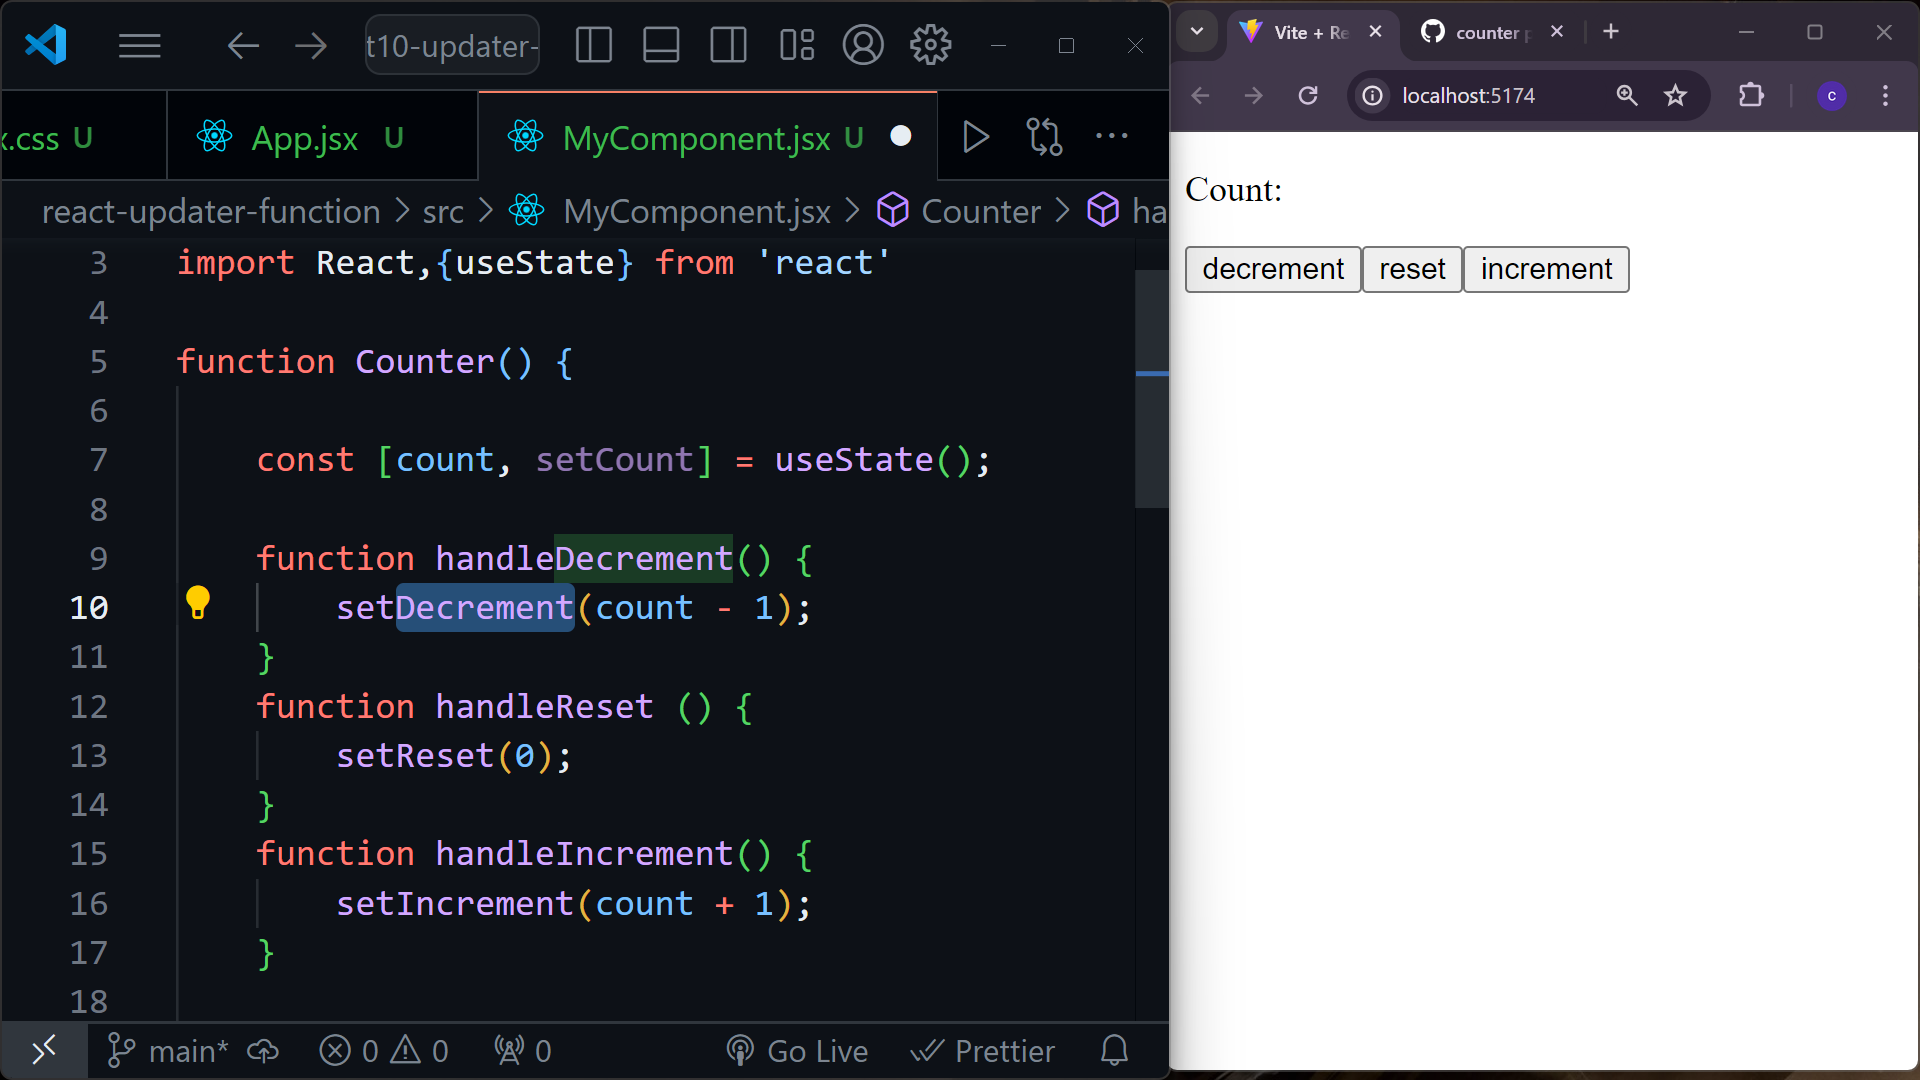 t10-updater-
x.css U
App.jsx U
MyComponent.jsx U
react-updater-function > src > MyComponent.jsx > Counter > ha
3 import React,{useState} from 'react'
4
5 function Counter() {
6
7 const [count, setCount] = useState();
8
9 function handleDecrement() {
10 setDecrement(count - 1);
11 }
12 function handleReset () {
13 setReset(0);
14 }
15 function handleIncrement() {
16 setIncrement(count + 1);
17 }
18
main* 0 0 0 Go Live Prettier
Vite + Re
counter p
localhost:5174
c
Count:
decrement reset increment